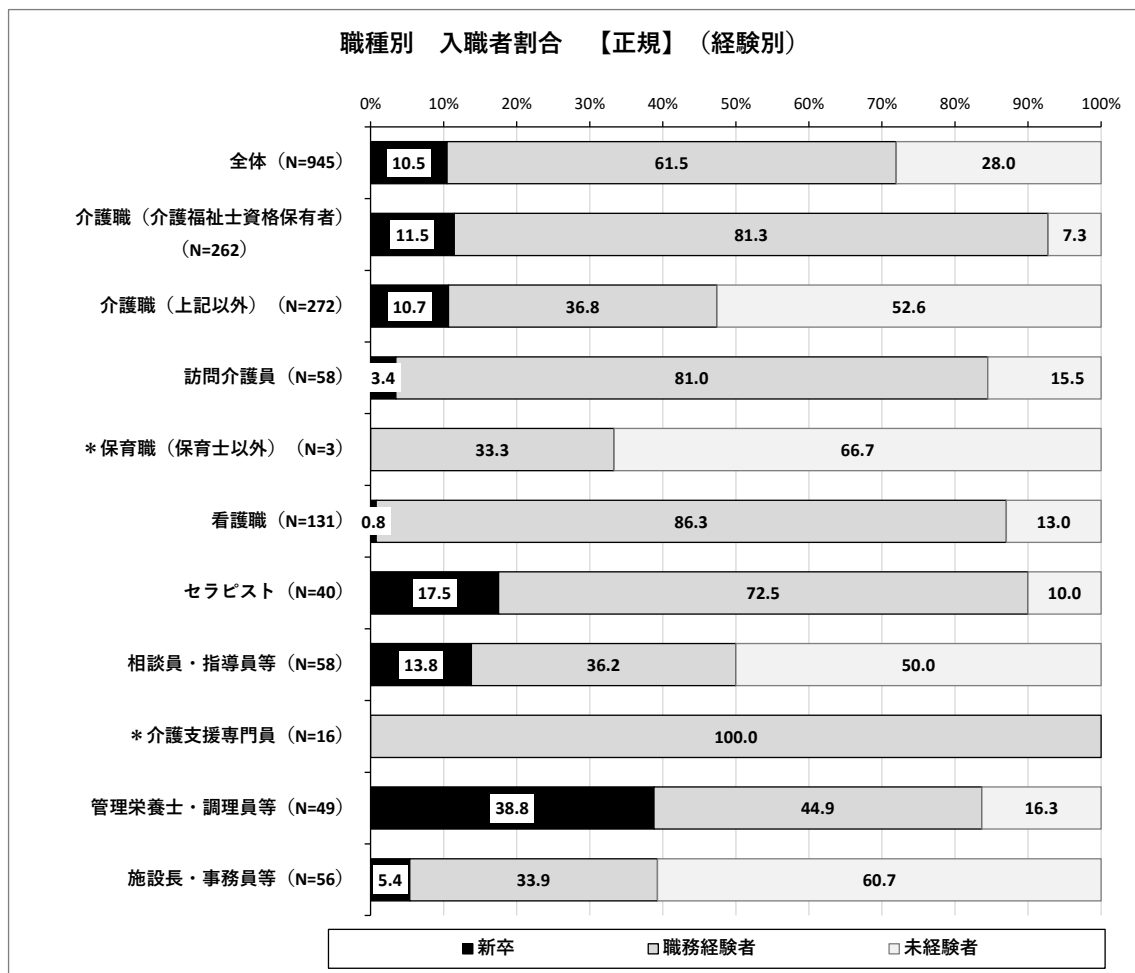 職種別 入職者割合 【正規】（経験別）
0% 10% 20% 30% 40% 50% 60% 70% 80% 90% 100%
全体（N=945） 10.5 61.5 28.0
介護職（介護福祉士資格保有者）
（N=262） 11.5 81.3 7.3
介護職（上記以外）（N=272） 10.7 36.8 52.6
訪問介護員（N=58） 3.4 81.0 15.5
＊保育職（保育士以外）（N=3） 33.3 66.7
看護職（N=131） 0.8 86.3 13.0
セラピスト（N=40） 17.5 72.5 10.0
相談員・指導員等（N=58） 13.8 36.2 50.0
＊介護支援専門員（N=16） 100.0
管理栄養士・調理員等（N=49） 38.8 44.9 16.3
施設長・事務員等（N=56） 5.4 33.9 60.7
新卒 職務経験者 未経験者